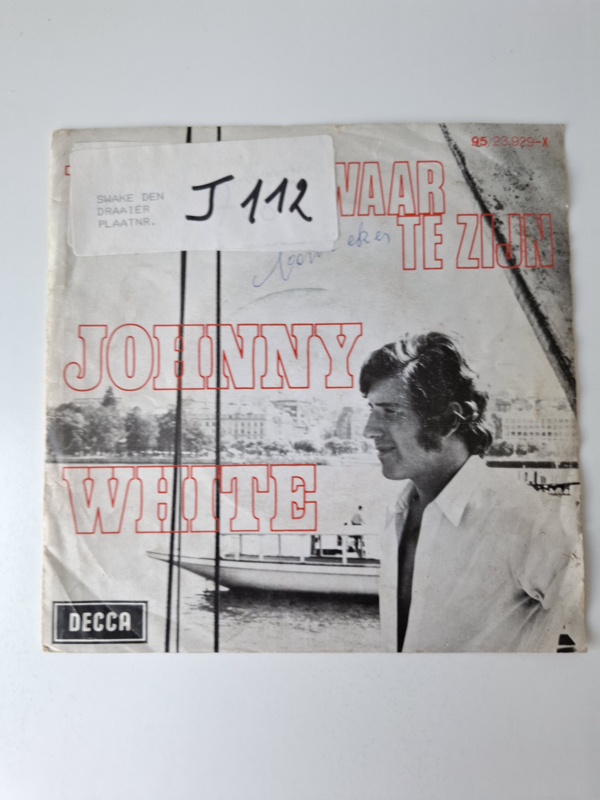 95 23.929-X
SWAKE DEN
DRAAIER
PLAATNR.
J 112
WAAR
TE ZIJN
JOHNNY
WHITE
DECCA